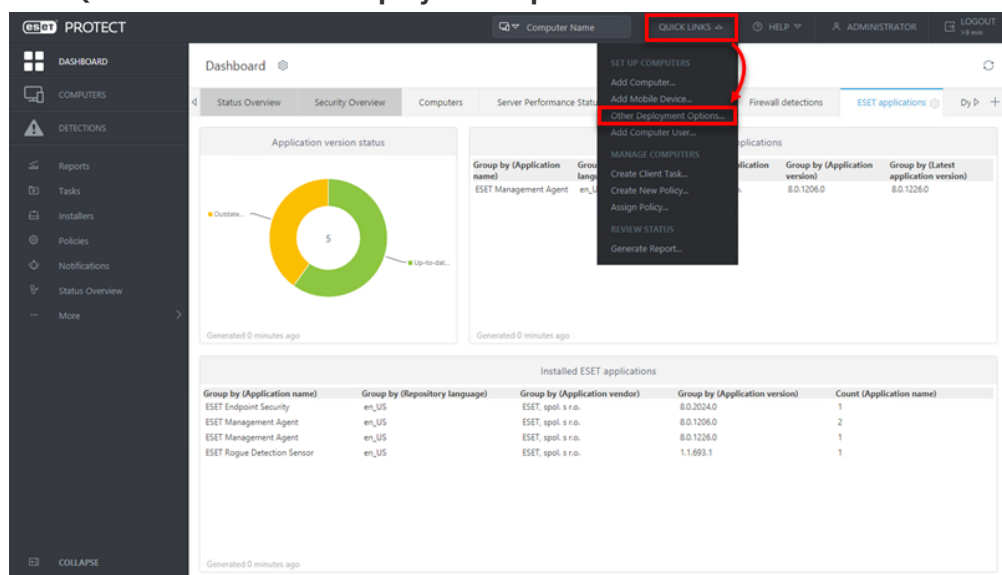 eset PROTECT
Computer Name
QUICK LINKS
HELP
ADMINISTRATOR
LOGOUT
>9 min
DASHBOARD
COMPUTERS
DETECTIONS
Reports
Tasks
Installers
Policies
Notifications
Status Overview
More
COLLAPSE
Dashboard
Status Overview
Security Overview
Computers
Server Performance Statu
Firewall detections
ESET applications
Dy
SET UP COMPUTERS
Add Computer...
Add Mobile Device...
Other Deployment Options...
Add Computer User...
MANAGE COMPUTERS
Create Client Task...
Create New Policy...
Assign Policy...
REVIEW STATUS
Generate Report...
Application version status
Outdate...
5
Up-to-dat...
Generated 0 minutes ago
plications
Group by (Application name) Grou langu plication Group by (Application version) Group by (Latest application version)
ESET Management Agent en_U 8.0.1206.0 8.0.1226.0
Generated 0 minutes ago
Installed ESET applications
Group by (Application name) Group by (Repository language) Group by (Application vendor) Group by (Application version) Count (Application name)
ESET Endpoint Security en_US ESET, spol. s r.o. 8.0.2024.0 1
ESET Management Agent en_US ESET, spol. s r.o. 8.0.1206.0 2
ESET Management Agent en_US ESET, spol. s r.o. 8.0.1226.0 1
ESET Rogue Detection Sensor en_US ESET, spol. s r.o. 1.1.693.1 1
Generated 0 minutes ago